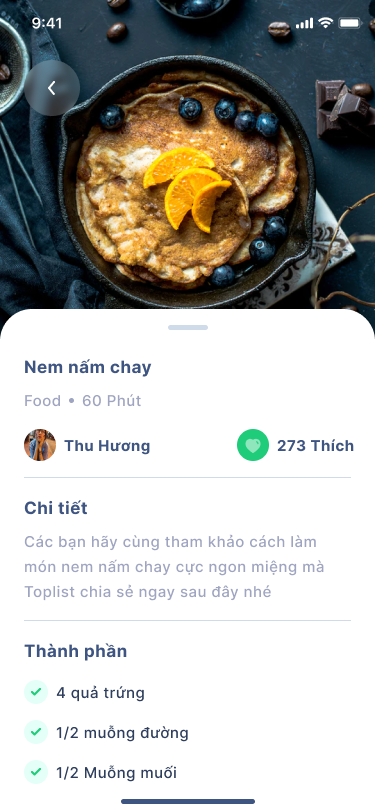 9:41
Nem nấm chay
Food • 60 Phút
Thu Hương
273 Thích
Chi tiết
Các bạn hãy cùng tham khảo cách làm
món nem nấm chay cực ngon miệng mà
Toplist chia sẻ ngay sau đây nhé
Thành phần
4 quả trứng
1/2 muỗng đường
1/2 Muỗng muối